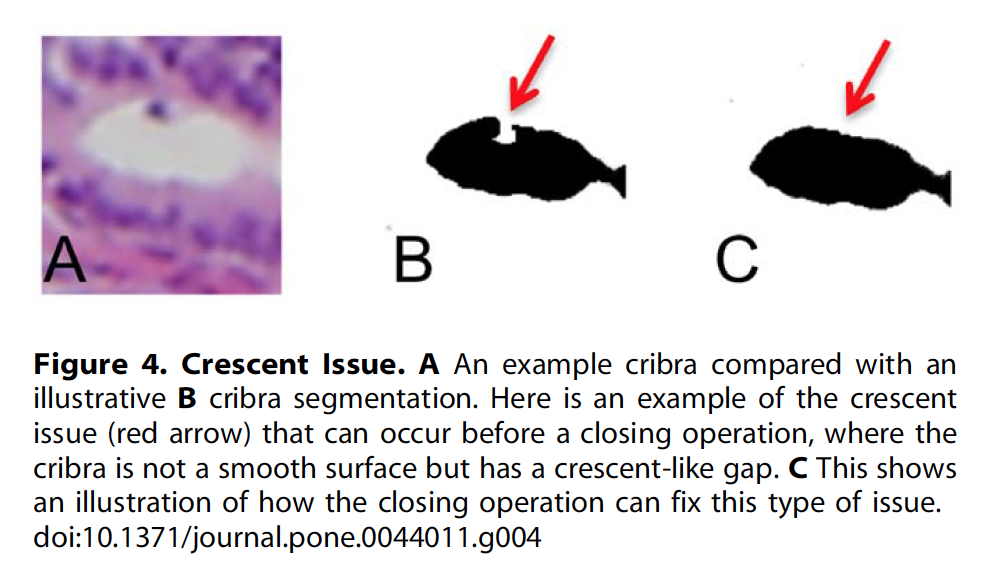 A
B
C
Figure 4. Crescent Issue. A An example cribra compared with an
illustrative B cribra segmentation. Here is an example of the crescent
issue (red arrow) that can occur before a closing operation, where the
cribra is not a smooth surface but has a crescent-like gap. C This shows
an illustration of how the closing operation can fix this type of issue.
doi:10.1371/journal.pone.0044011.g004